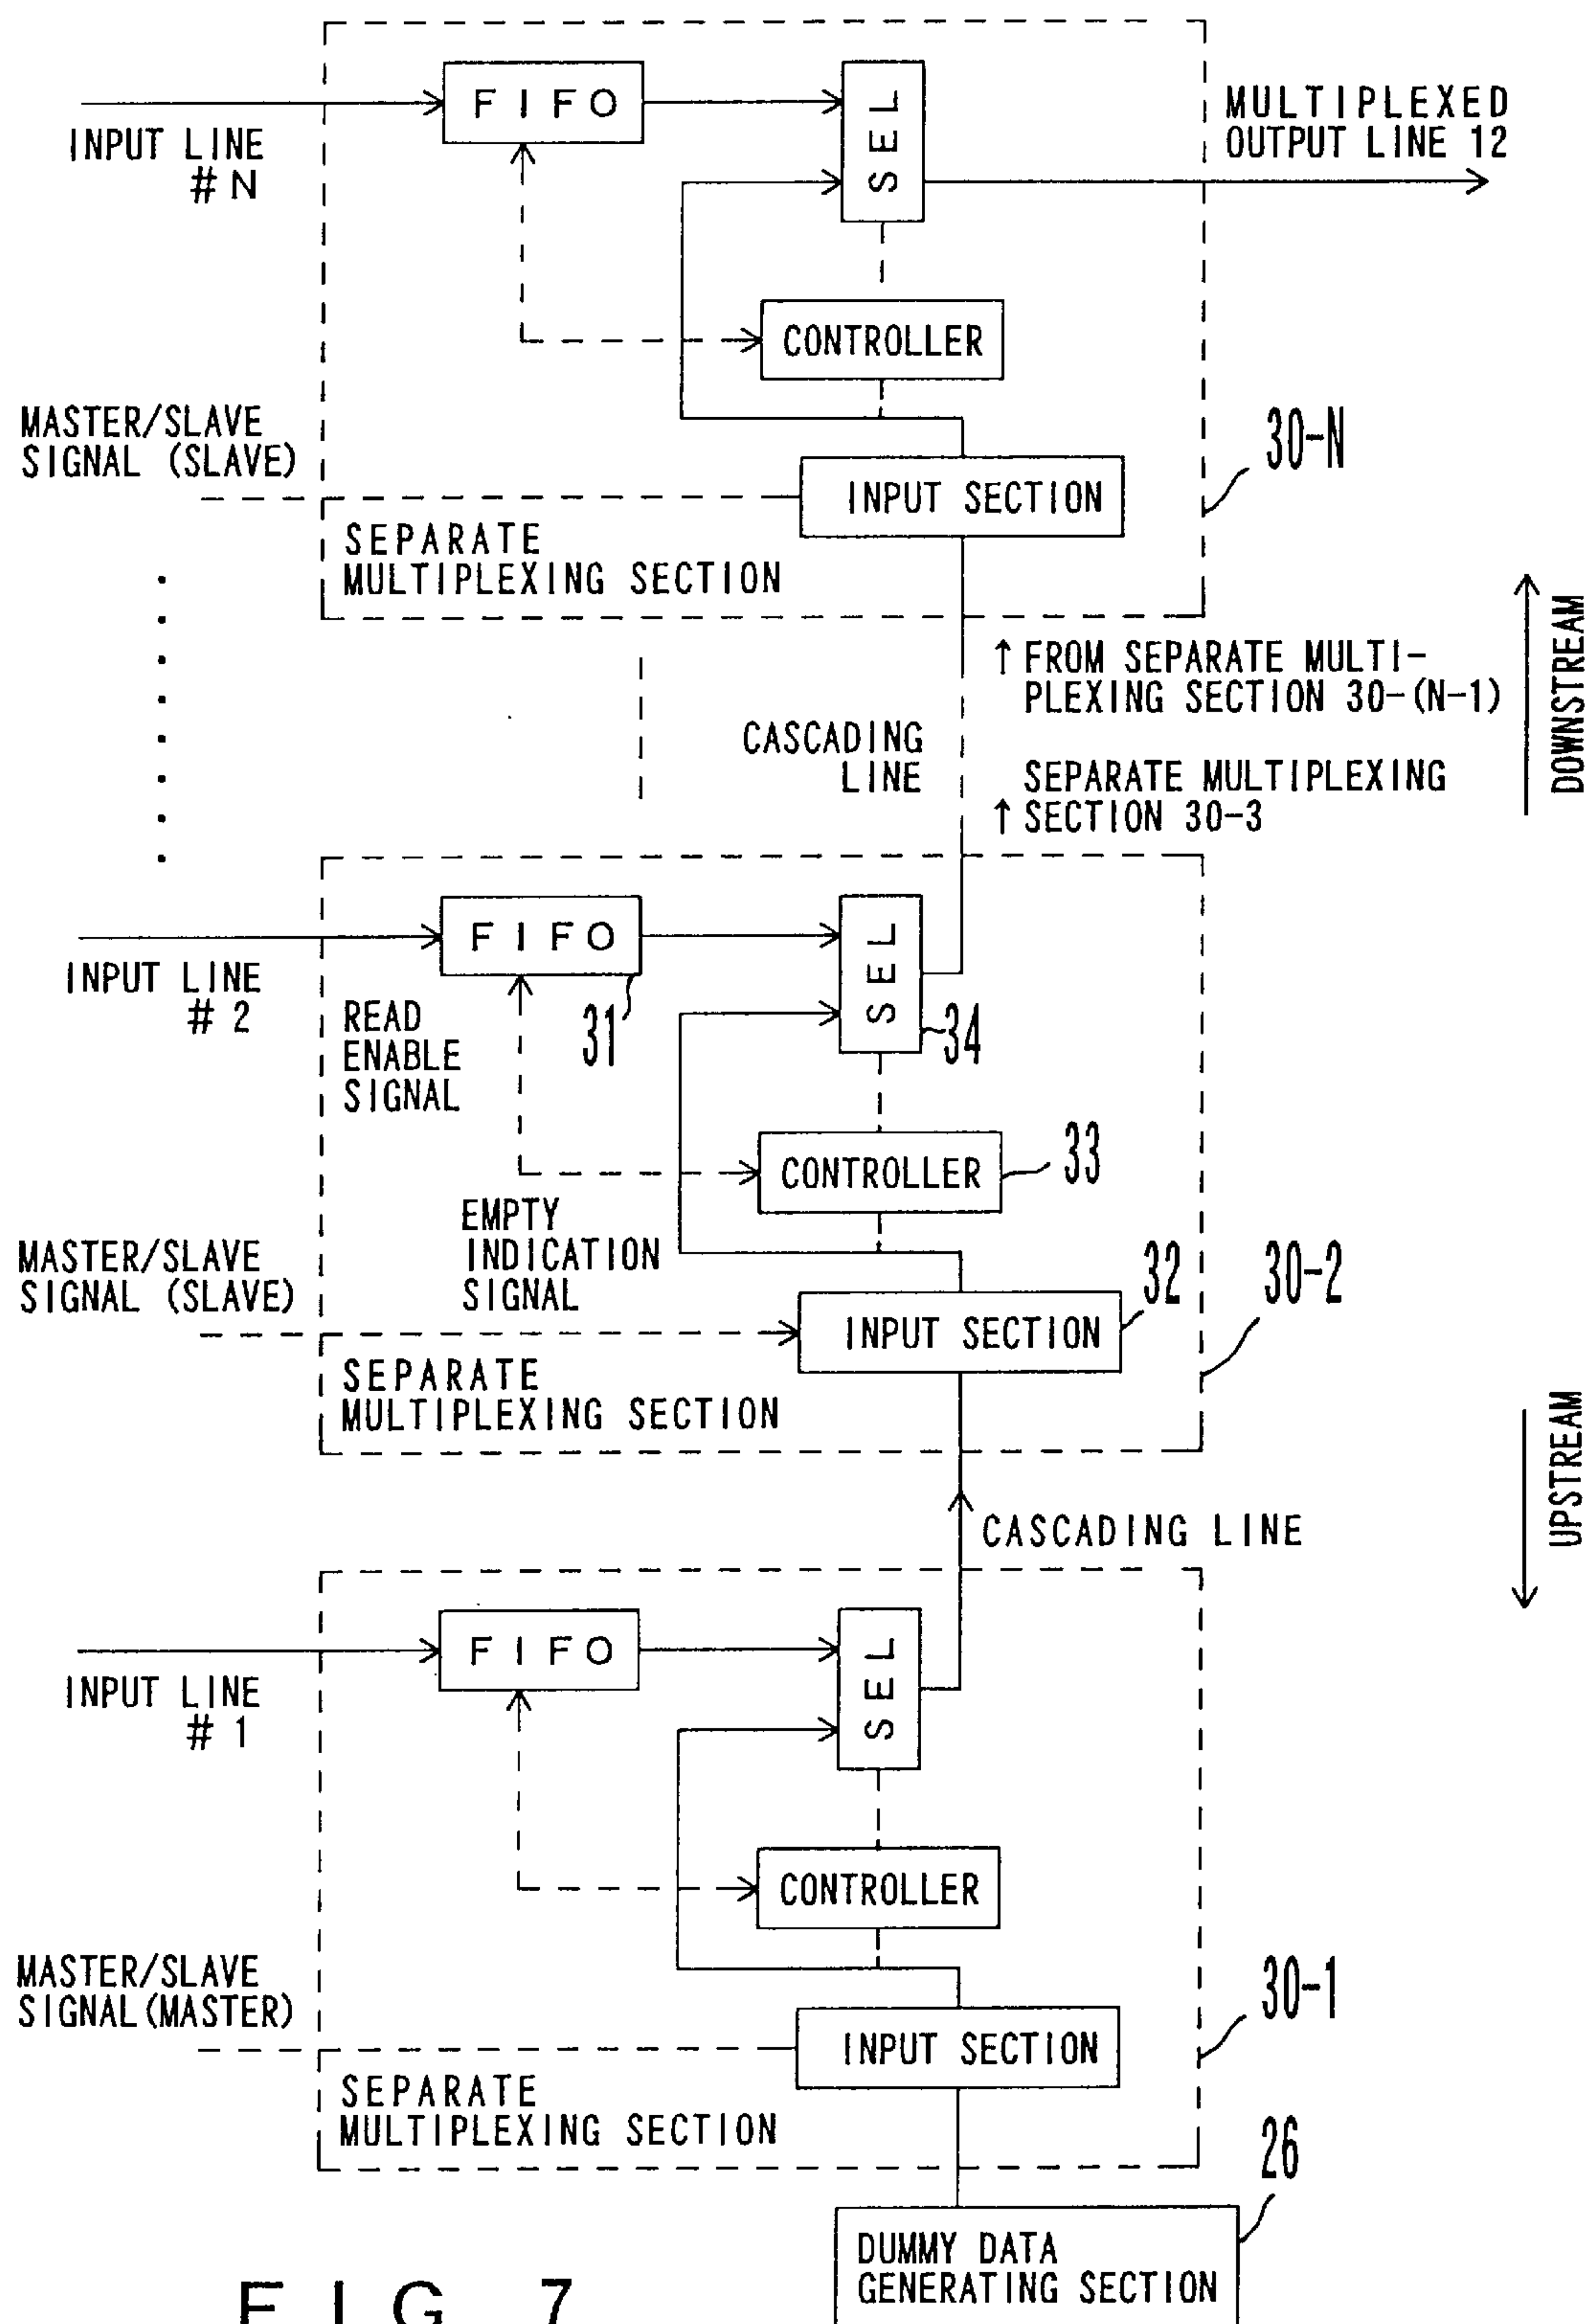 FIFO
SEL
MULTIPLEXED
OUTPUT LINE 12
INPUT LINE
#N
CONTROLLER
MASTER/SLAVE
SIGNAL (SLAVE)
30-N
INPUT SECTION
SEPARATE
MULTIPLEXING SECTION
↑ FROM SEPARATE MULTI-
PLEXING SECTION 30-(N-1)
DOWNSTREAM
CASCADING
LINE
SEPARATE MULTIPLEXING
↑ SECTION 30-3
FIFO
SEL
INPUT LINE
#2
31
34
READ
ENABLE
SIGNAL
CONTROLLER
33
EMPTY
INDICATION
SIGNAL
MASTER/SLAVE
SIGNAL (SLAVE)
32
30-2
INPUT SECTION
SEPARATE
MULTIPLEXING SECTION
UPSTREAM
CASCADING LINE
FIFO
SEL
INPUT LINE
#1
CONTROLLER
MASTER/SLAVE
SIGNAL(MASTER)
30-1
INPUT SECTION
SEPARATE
MULTIPLEXING SECTION
26
DUMMY DATA
GENERATING SECTION
FIG. 7